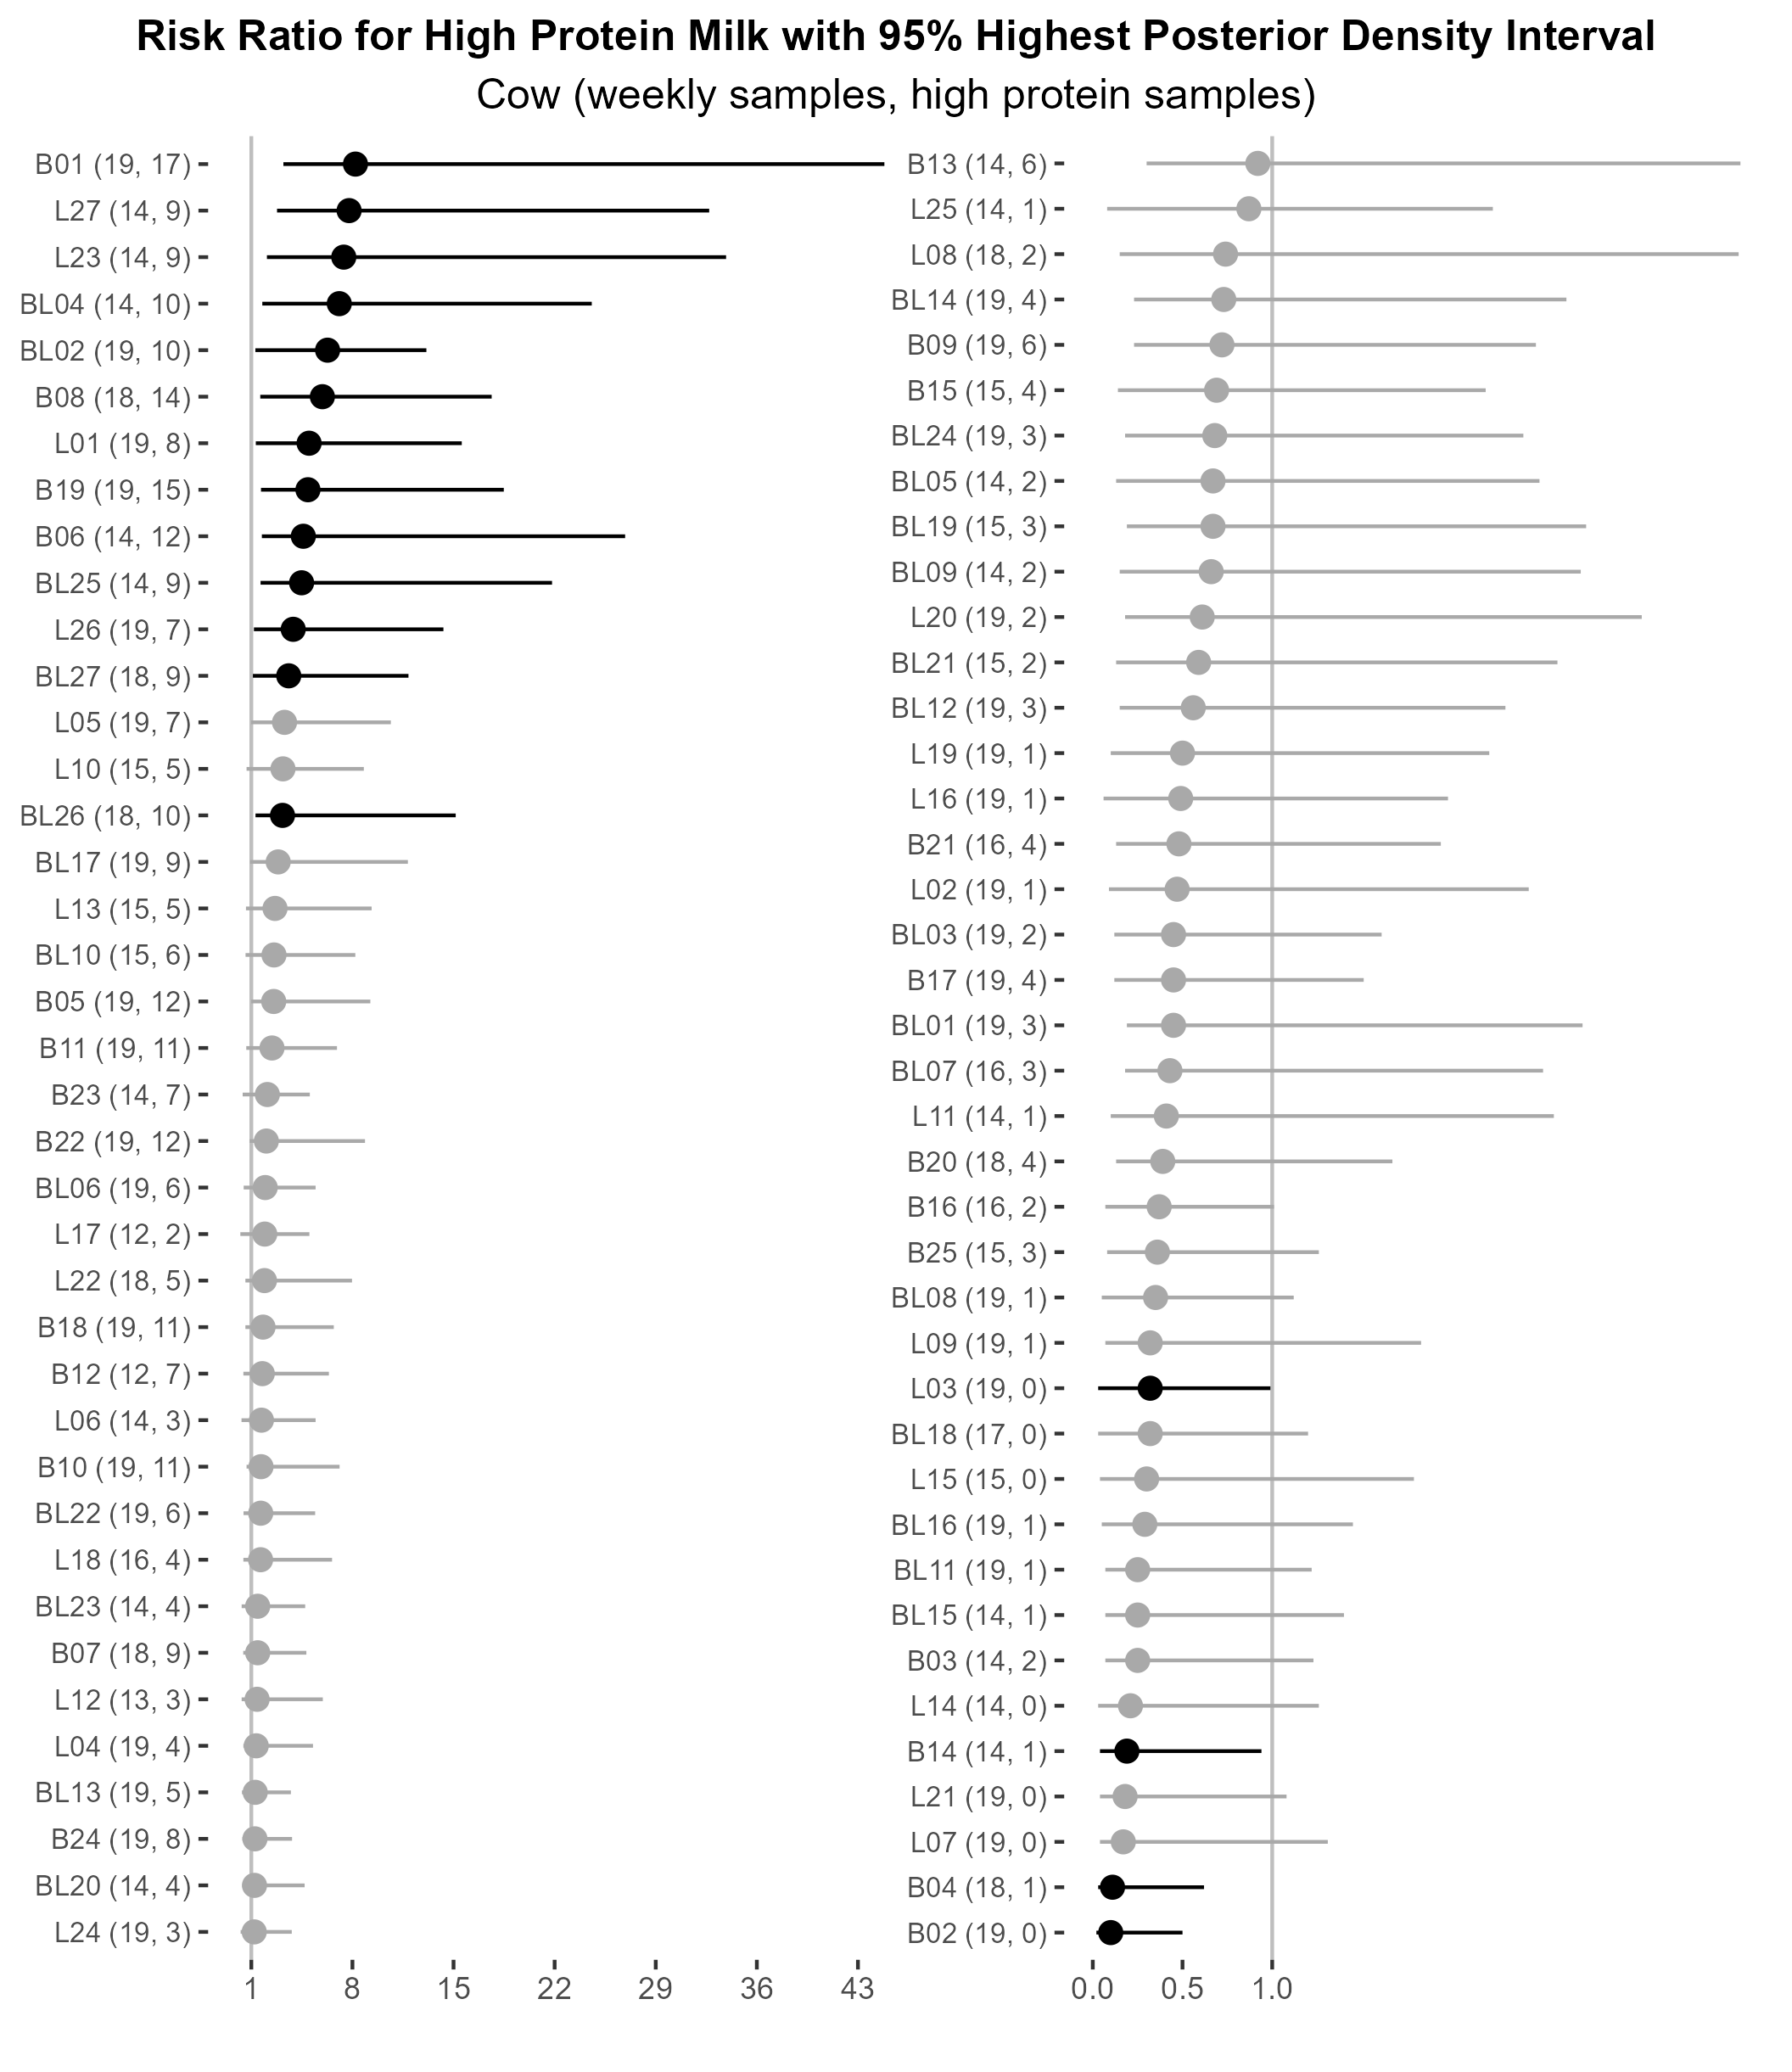 Risk Ratio for High Protein Milk with 95% Highest Posterior Density Interval
Cow (weekly samples, high protein samples)
B01 (19, 17)
L27 (14, 9)
L23 (14, 9)
BL04 (14, 10)
BL02 (19, 10)
B08 (18, 14)
L01 (19, 8)
B19 (19, 15)
B06 (14, 12)
BL25 (14, 9)
L26 (19, 7)
BL27 (18, 9)
L05 (19, 7)
L10 (15, 5)
BL26 (18, 10)
BL17 (19, 9)
L13 (15, 5)
BL10 (15, 6)
B05 (19, 12)
B11 (19, 11)
B23 (14, 7)
B22 (19, 12)
BL06 (19, 6)
L17 (12, 2)
L22 (18, 5)
B18 (19, 11)
B12 (12, 7)
L06 (14, 3)
B10 (19, 11)
BL22 (19, 6)
L18 (16, 4)
BL23 (14, 4)
B07 (18, 9)
L12 (13, 3)
L04 (19, 4)
BL13 (19, 5)
B24 (19, 8)
BL20 (14, 4)
L24 (19, 3)
1 8 15 22 29 36 43
B13 (14, 6)
L25 (14, 1)
L08 (18, 2)
BL14 (19, 4)
B09 (19, 6)
B15 (15, 4)
BL24 (19, 3)
BL05 (14, 2)
BL19 (15, 3)
BL09 (14, 2)
L20 (19, 2)
BL21 (15, 2)
BL12 (19, 3)
L19 (19, 1)
L16 (19, 1)
B21 (16, 4)
L02 (19, 1)
BL03 (19, 2)
B17 (19, 4)
BL01 (19, 3)
BL07 (16, 3)
L11 (14, 1)
B20 (18, 4)
B16 (16, 2)
B25 (15, 3)
BL08 (19, 1)
L09 (19, 1)
L03 (19, 0)
BL18 (17, 0)
L15 (15, 0)
BL16 (19, 1)
BL11 (19, 1)
BL15 (14, 1)
B03 (14, 2)
L14 (14, 0)
B14 (14, 1)
L21 (19, 0)
L07 (19, 0)
B04 (18, 1)
B02 (19, 0)
0.0 0.5 1.0